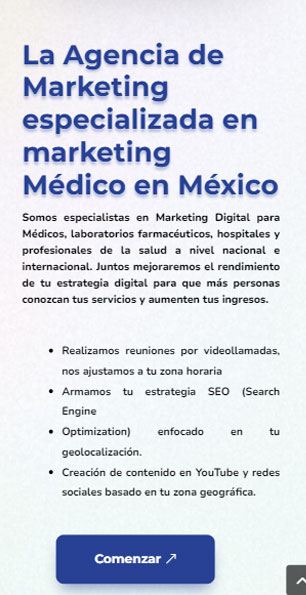 La Agencia de
Marketing
especializada en
marketing
Médico en México
Somos especialistas en Marketing Digital para
Médicos, laboratorios farmacéuticos, hospitales y
profesionales de la salud a nivel nacional e
internacional. Juntos mejoraremos el rendimiento
de tu estrategia digital para que más personas
conozcan tus servicios y aumenten tus ingresos.
• Realizamos reuniones por videollamadas,
nos ajustamos a tu zona horaria
• Armamos tu estrategia SEO (Search
Engine
• Optimization) enfocado en tu
geolocalización.
• Creación de contenido en YouTube y redes
sociales basado en tu zona geográfica.
Comenzar ↗